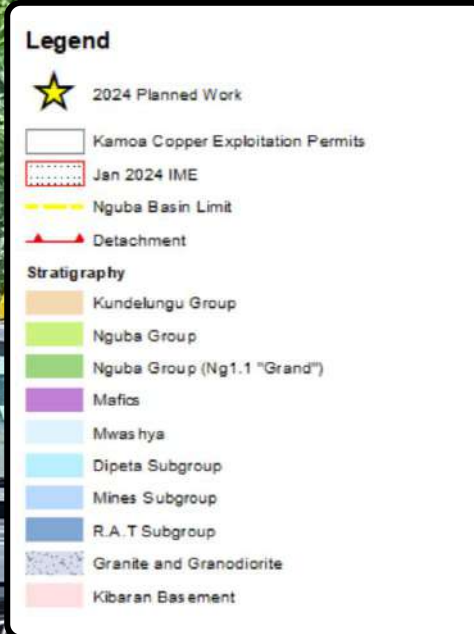 Legend
2024 Planned Work
Kamoa Copper Exploitation Permits
Jan 2024 IME
Nguba Basin Limit
Detachment
Stratigraphy
Kundelungu Group
Nguba Group
Nguba Group (Ng1.1 "Grand")
Mafics
Mwashya
Dipeta Subgroup
Mines Subgroup
R.A.T Subgroup
Granite and Granodiorite
Kibaran Basement